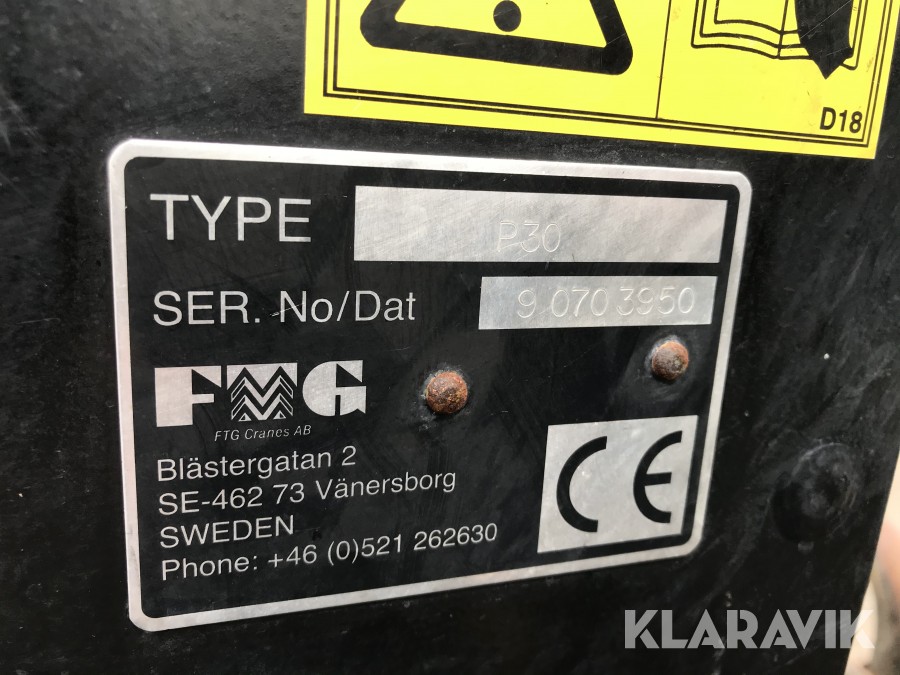 D18
TYPE P30
SER. No/Dat 9 070 3950
FMG
FTG Cranes AB
Blästergatan 2
SE-462 73 Vänersborg
SWEDEN
Phone: +46 (0)521 262630
CE
KLARAVIK